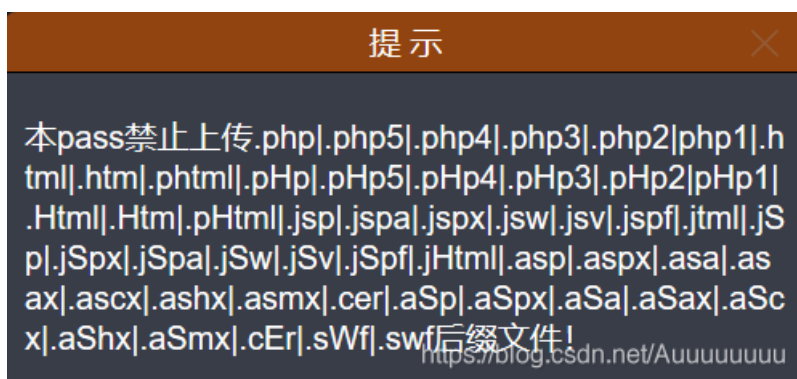 提示
本pass禁止上传.php|.php5|.php4|.php3|.php2|php1|.h
tml|.htm|.phtml|.pHp|.pHp5|.pHp4|.pHp3|.pHp2|pHp1|
.Html|.Htm|.pHtml|.jsp|.jspa|.jspx|.jsw|.jsv|.jspf|.jtml|.jS
p|.jSpx|.jSpa|.jSw|.jSv|.jSpf|.jHtml|.asp|.aspx|.asa|.as
ax|.ascx|.ashx|.asmx|.cer|.aSp|.aSpx|.aSa|.aSax|.aSc
x|.aShx|.aSmx|.cEr|.sWf|.swf后缀文件!
https://blog.csdn.net/Auuuuuuuu